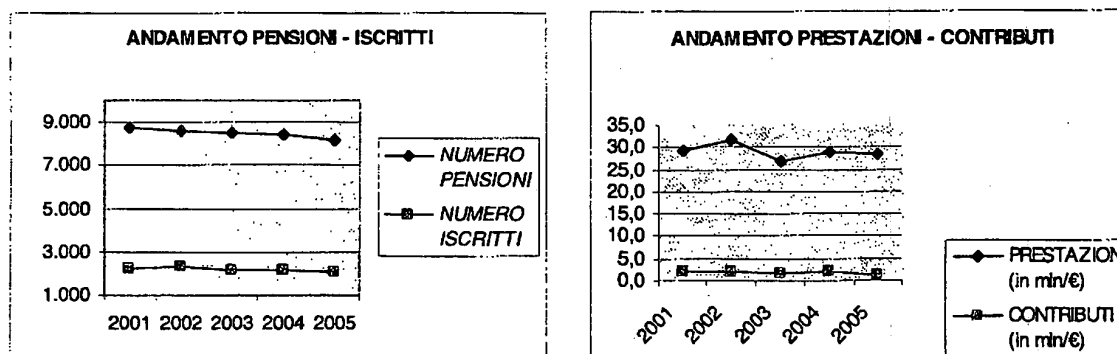 ANDAMENTO PENSIONI - ISCRITTI
9.000
7.000
5.000
3.000
1.000
2001 2002 2003 2004 2005
NUMERO
PENSIONI
NUMERO
ISCRITTI
ANDAMENTO PRESTAZIONI - CONTRIBUTI
35,0
30,0
25,0
20,0
15,0
10,0
5,0
0,0
2001 2002 2003 2004 2005
PRESTAZION
(in mln/€)
CONTRIBUTI
(in mln/€)